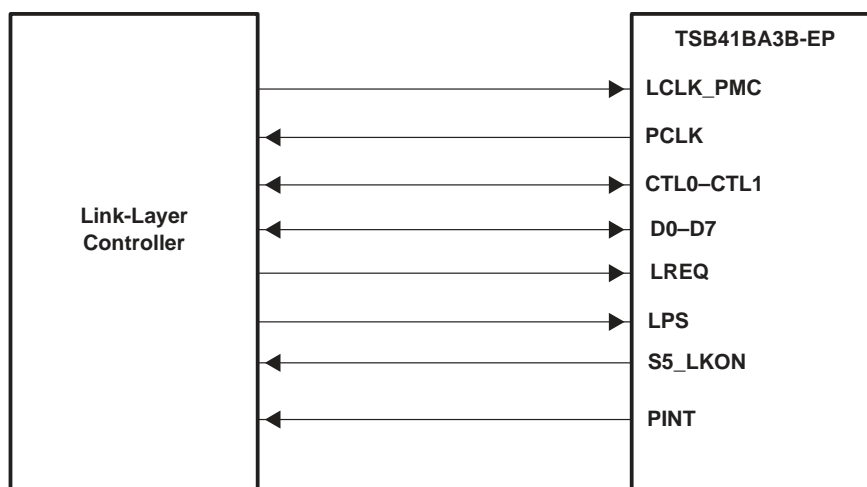 TSB41BA3B-EP
LCLK_PMC
PCLK
CTL0–CTL1
Link-Layer
Controller
D0–D7
LREQ
LPS
S5_LKON
PINT